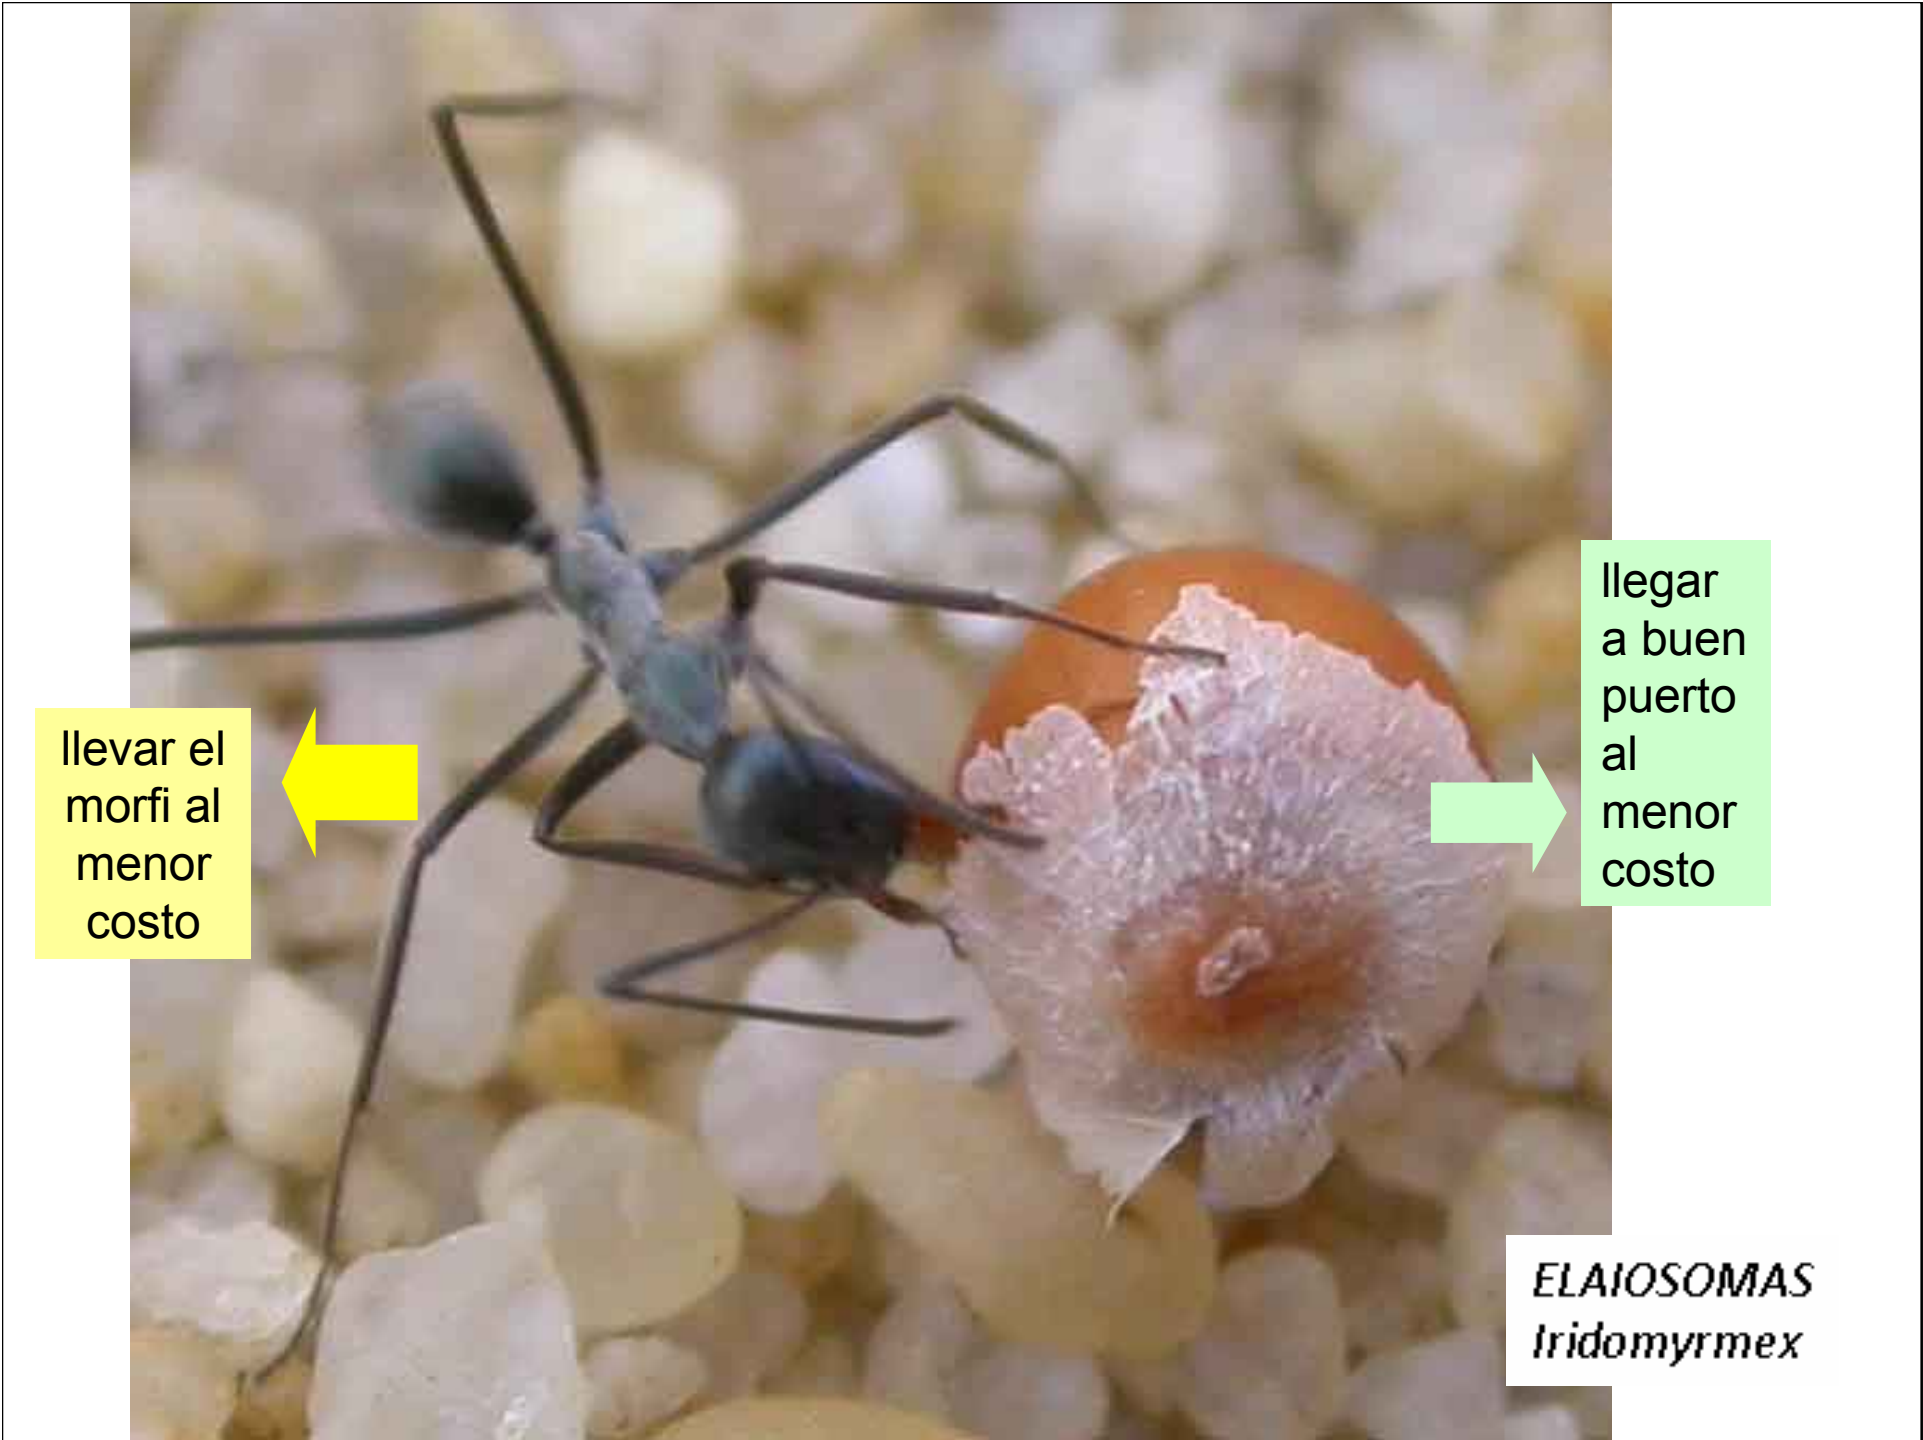 llevar el
morfi al
menor
costo
llegar
a buen
puerto
al
menor
costo
ELAIOSOMAS
Iridomyrmex